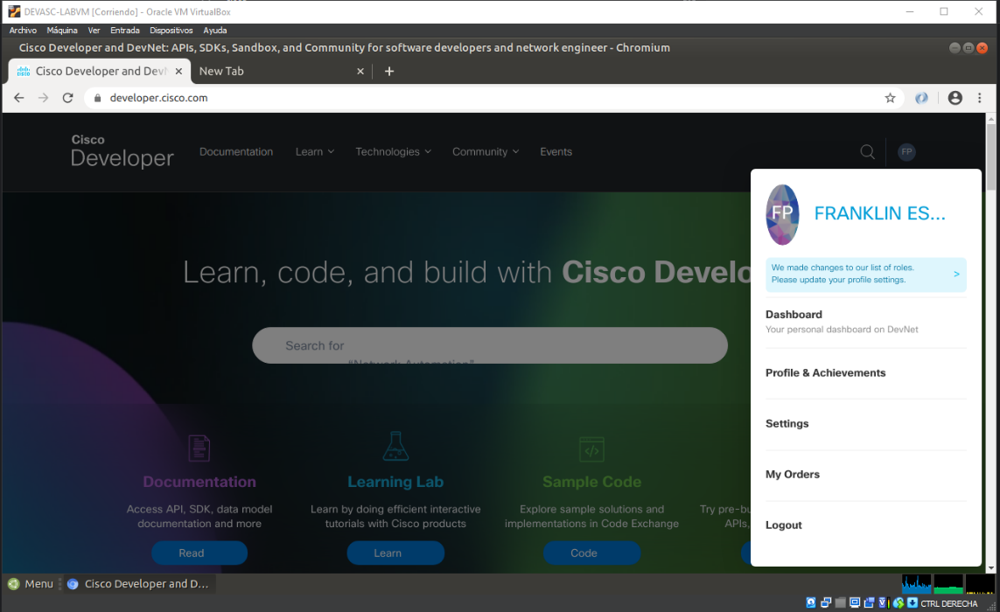 DEVASC-LABVM [Corriendo] - Oracle VM VirtualBox
Archivo Máquina Ver Entrada Dispositivos Ayuda
Cisco Developer and DevNet: APIs, SDKs, Sandbox, and Community for software developers and network engineer - Chromium
Cisco Developer and DevN New Tab
developer.cisco.com
Cisco
Developer
Documentation Learn Technologies Community Events FP
FP FRANKLIN ES...
We made changes to our list of roles.
Please update your profile settings. >
Dashboard
Your personal dashboard on DevNet
Profile & Achievements
Settings
My Orders
Logout
Learn, code, and build with Cisco Develo
Search for
"Network Automation"
Documentation
Access API, SDK, data model
documentation and more
Read
Learning Lab
Learn by doing efficient interactive
tutorials with Cisco products
Learn
Sample Code
Explore sample solutions and
implementations in Code Exchange
Code
Try pre-bu
APIs,
Menu Cisco Developer and D...
CTRL DERECHA